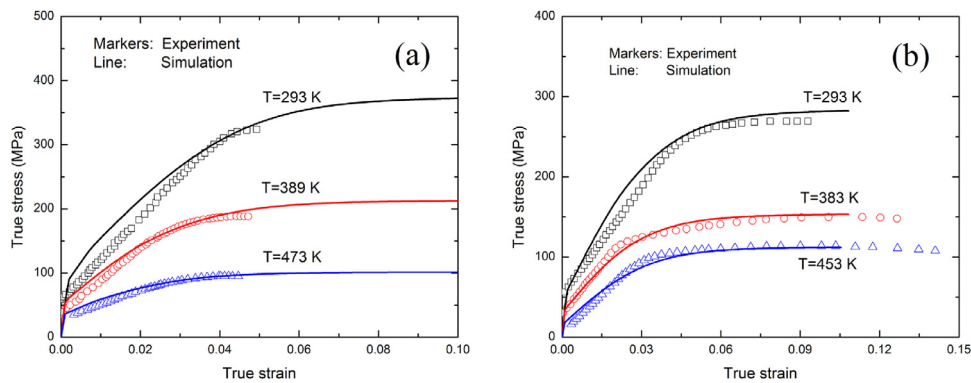 500
400
300
200
100
0
True stress (MPa)
Markers: Experiment
Line: Simulation
(a)
T=293 K
T=389 K
T=473 K
0.00
0.02
0.04
0.06
0.08
0.10
True strain
400
300
200
100
0
True stress (MPa)
Markers: Experiment
Line: Simulation
(b)
T=293 K
T=383 K
T=453 K
0.00
0.03
0.06
0.09
0.12
0.15
True strain